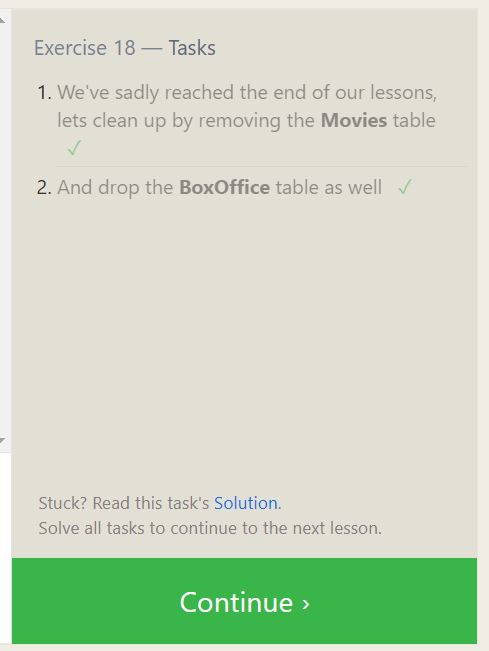 Exercise 18 — Tasks
1. We've sadly reached the end of our lessons,
lets clean up by removing the Movies table
✓
2. And drop the BoxOffice table as well ✓
Stuck? Read this task's Solution.
Solve all tasks to continue to the next lesson.
Continue ›